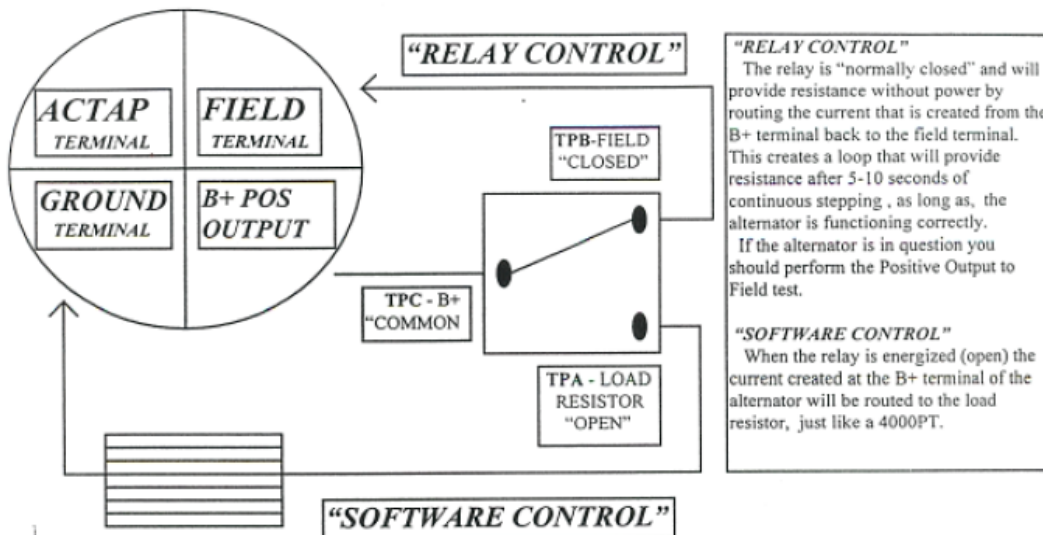 "RELAY CONTROL"
ACTAP
TERMINAL
FIELD
TERMINAL
GROUND
TERMINAL
B+ POS
OUTPUT
TPB-FIELD
"CLOSED"
TPC - B+
"COMMON
TPA - LOAD
RESISTOR
"OPEN"
"SOFTWARE CONTROL"
"RELAY CONTROL"
The relay is "normally closed" and will
provide resistance without power by
routing the current that is created from the
B+ terminal back to the field terminal.
This creates a loop that will provide
resistance after 5-10 seconds of
continuous stepping , as long as, the
alternator is functioning correctly.
If the alternator is in question you
should perform the Positive Output to
Field test.
"SOFTWARE CONTROL"
When the relay is energized (open) the
current created at the B+ terminal of the
alternator will be routed to the load
resistor, just like a 4000PT.
1